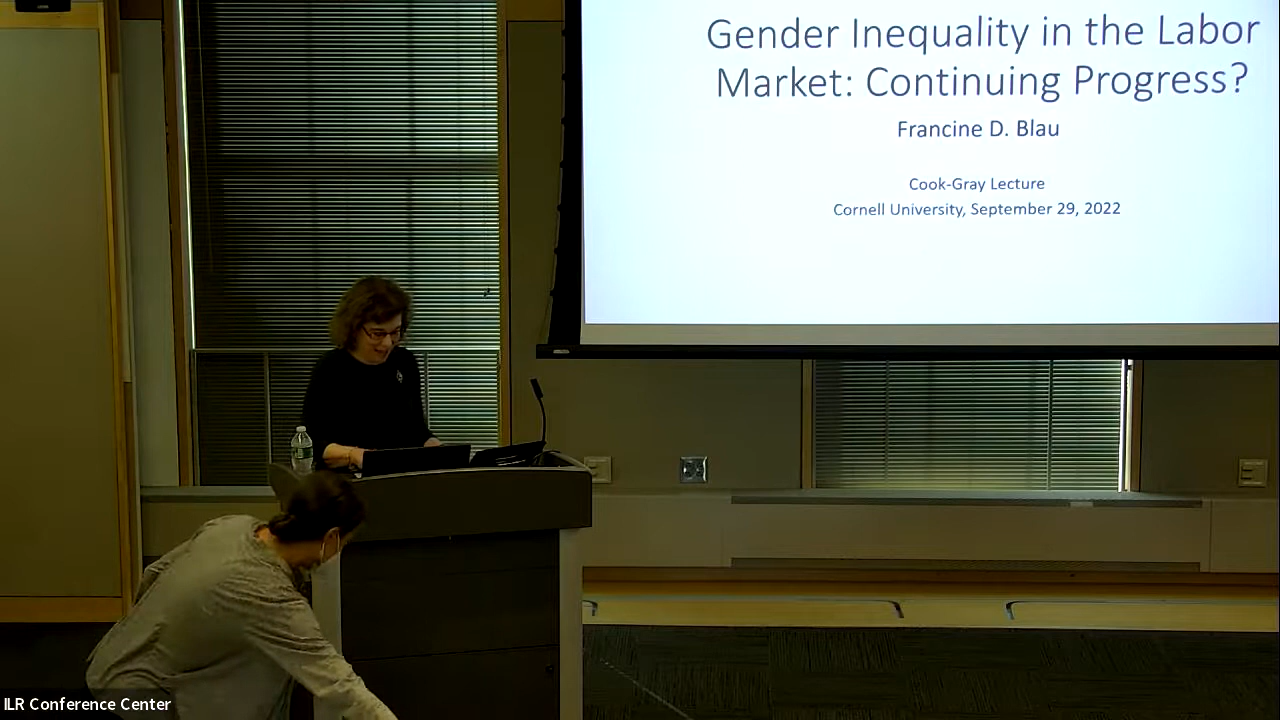 Gender Inequality in the Labor
Market: Continuing Progress?
Francine D. Blau
Cook-Gray Lecture
Cornell University, September 29, 2022
ILR Conference Center